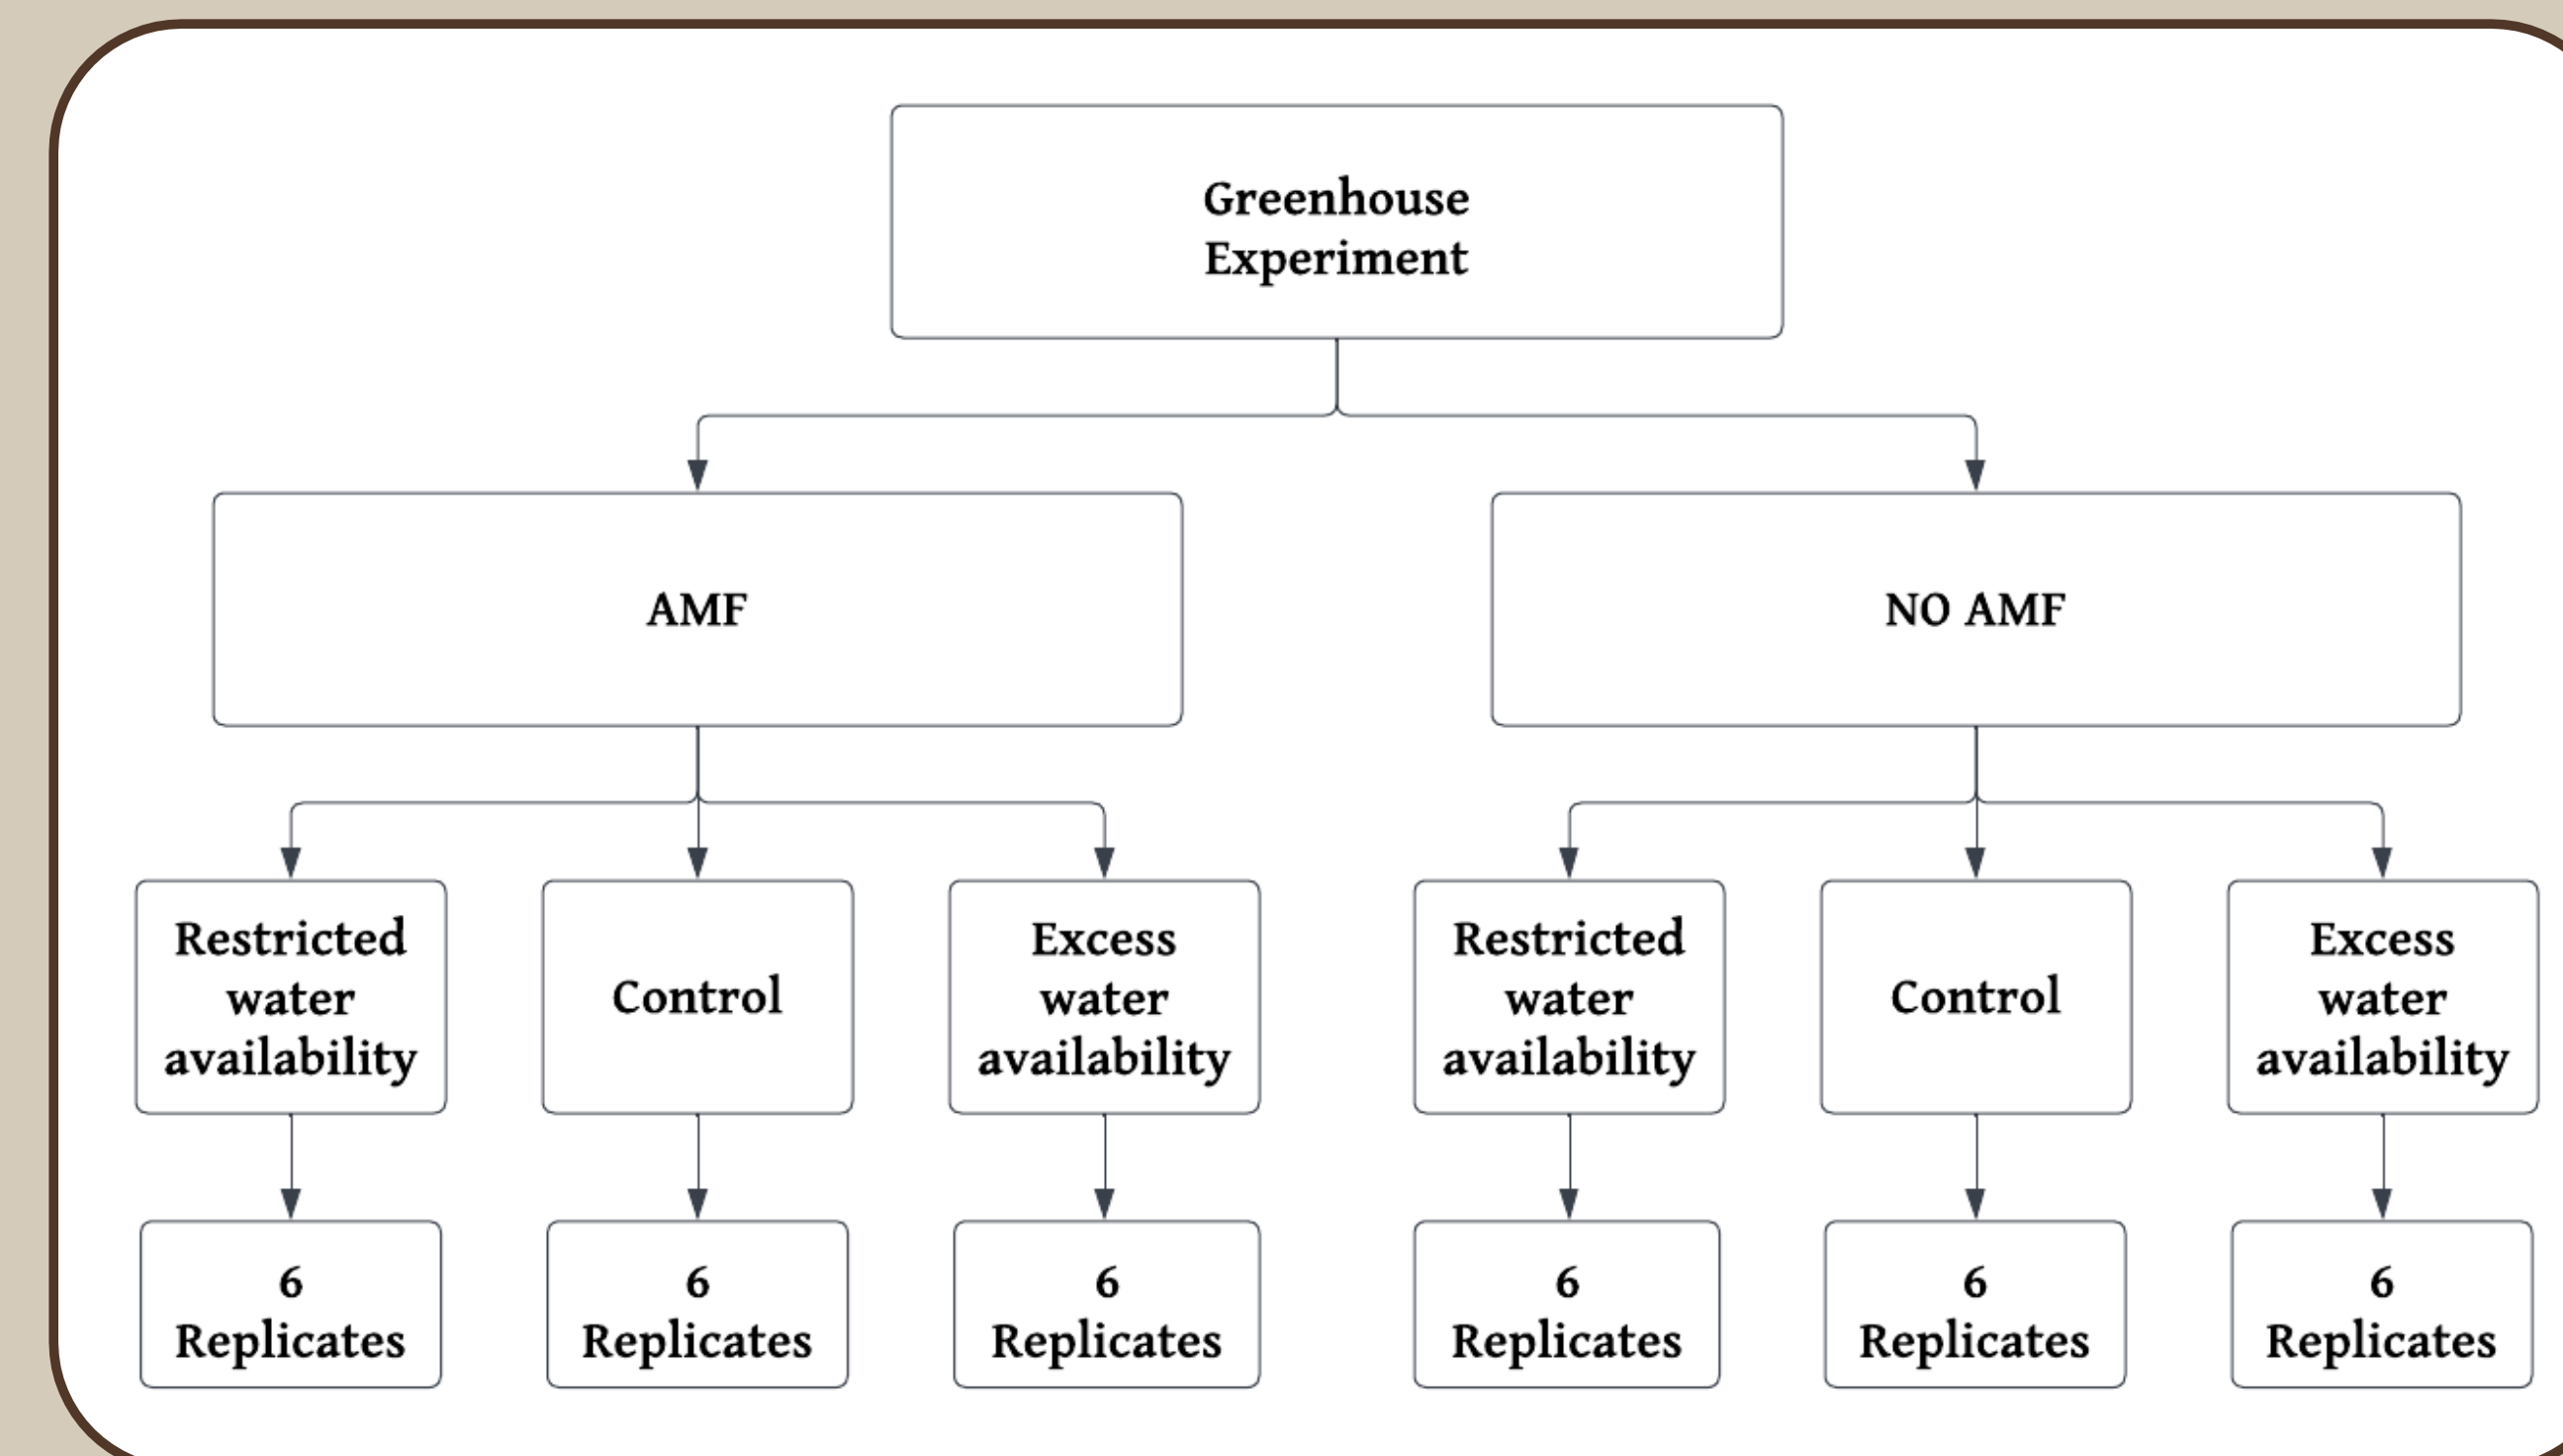 Greenhouse
Experiment
AMF
NO AMF
Restricted
water
availability
Control
Excess
water
availability
Restricted
water
availability
Control
Excess
water
availability
6
Replicates
6
Replicates
6
Replicates
6
Replicates
6
Replicates
6
Replicates